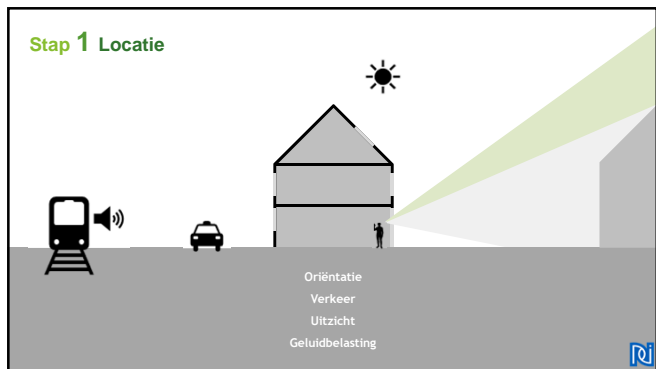 Stap 1 Locatie
Oriëntatie
Verkeer
Uitzicht
Geluidbelasting